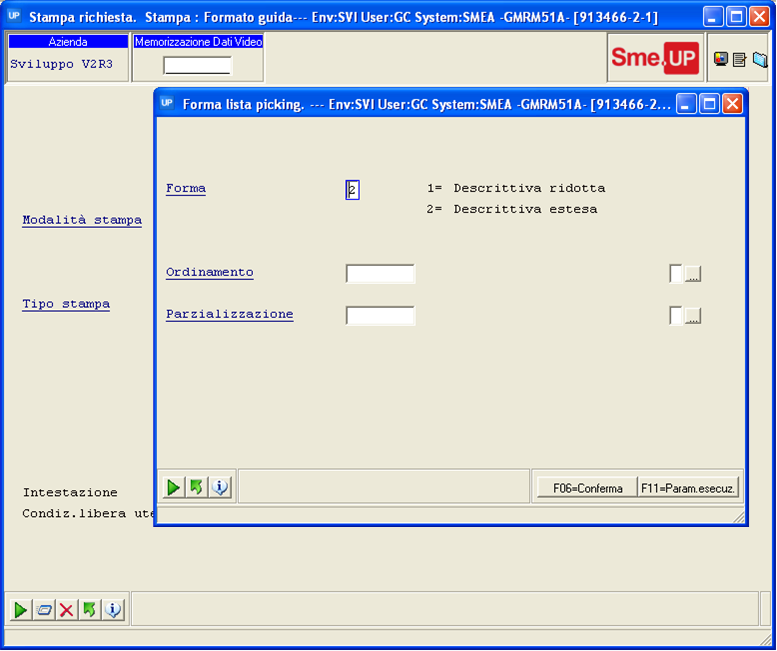 UP Stampa richiesta. Stampa : Formato guida--- Env:SVI User:GC System:SMEA -GMRM51A- [913466-2-1]
Azienda
Memorizzazione Dati Video
Sviluppo V2R3
Sme.UP
UP Forma lista picking. --- Env:SVI User:GC System:SMEA -GMRM51A- [913466-2...
Forma 2 1= Descrittiva ridotta
2= Descrittiva estesa
Modalità stampa
Ordinamento ...
Tipo stampa
Parzializzazione ...
F06=Conferma F11=Param.esecuz.
Intestazione
Condiz.libera ute